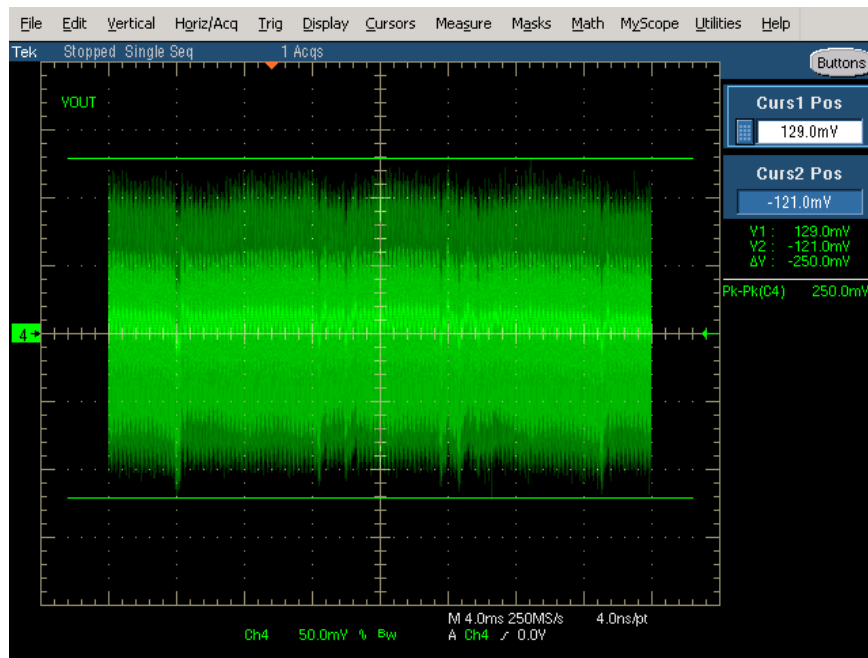 File Edit Vertical Horiz/Acq Trig Display Cursors Measure Masks Math MyScope Utilities Help
Tek Stopped Single Seq 1 Acqs
Buttons
VOUT
Curs1 Pos
129.0mV
Curs2 Pos
-121.0mV
V1 : 129.0mV
V2 : -121.0mV
ΔV : -250.0mV
Pk-Pk(C4) 250.0mV
4
M 4.0ms 250MS/s 4.0ns/pt
Ch4 50.0mV % Bw A Ch4 ∕ 0.0V